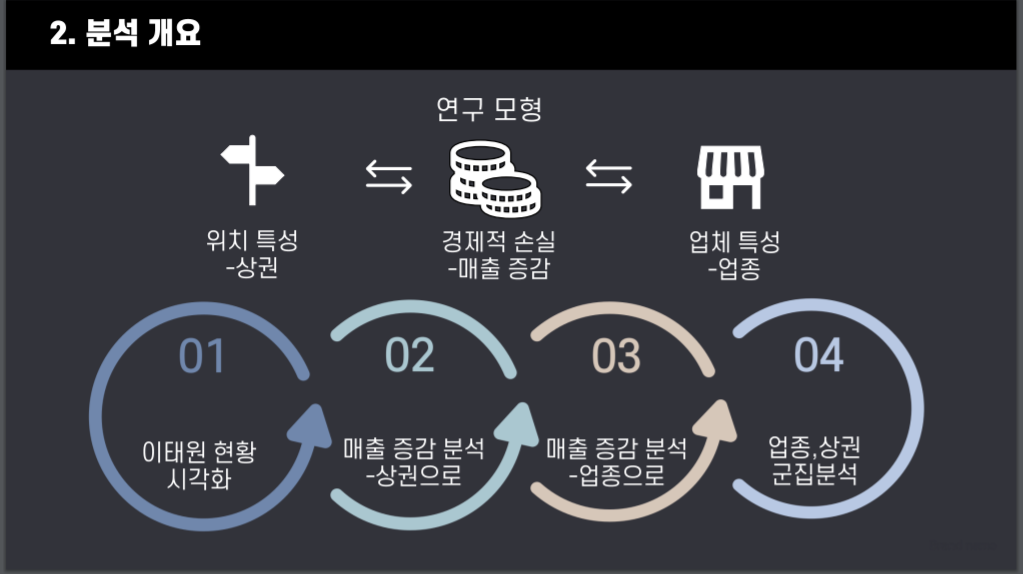 2. 분석 개요
연구 모형
위치 특성
-상권
경제적 손실
-매출 증감
업체 특성
-업종
01
이태원 현황
시각화
02
매출 증감 분석
-상권으로
03
매출 증감 분석
-업종으로
04
업종,상권
군집분석